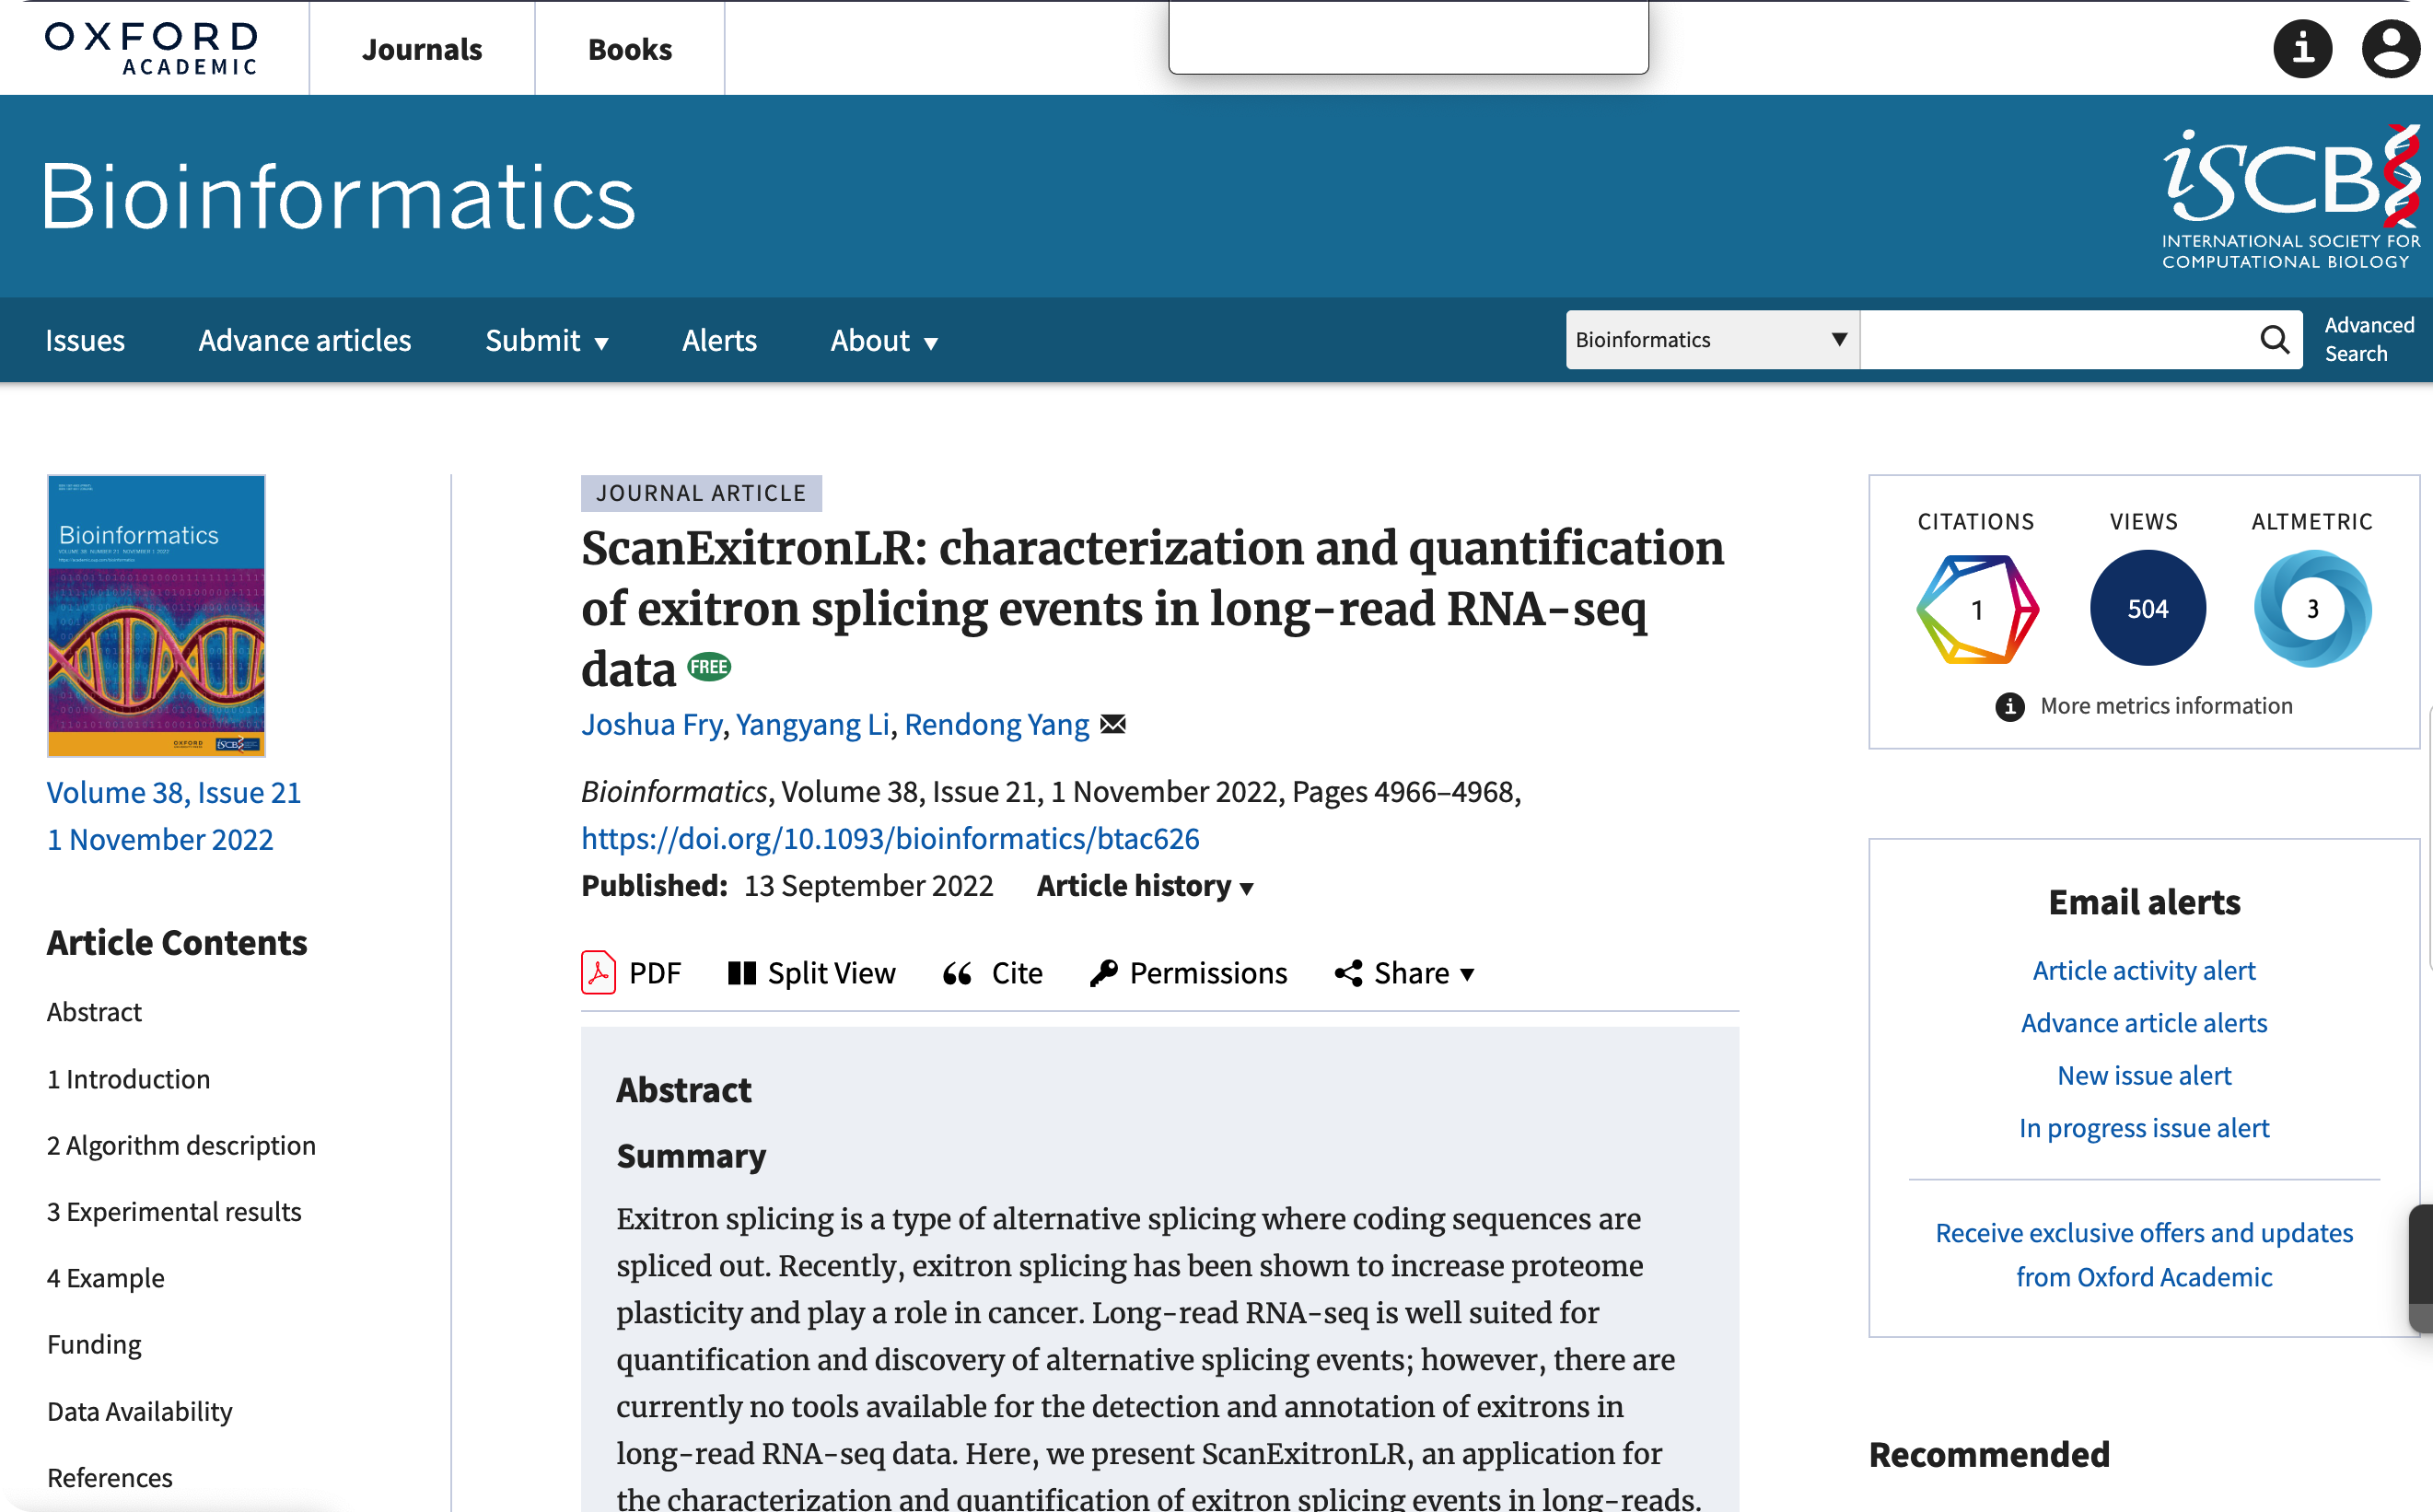 OXFORD
ACADEMIC
Journals
Books
Bioinformatics
iSCB
INTERNATIONAL SOCIETY FOR
COMPUTATIONAL BIOLOGY
Issues
Advance articles
Submit ▼
Alerts
About ▼
Bioinformatics ▼
Advanced
Search
Bioinformatics
VOLUME 38 NUMBER 21 NOVEMBER 1 2022
OXFORD
iSCB
Volume 38, Issue 21
1 November 2022
Article Contents
Abstract
1 Introduction
2 Algorithm description
3 Experimental results
4 Example
Funding
Data Availability
References
JOURNAL ARTICLE
ScanExitronLR: characterization and quantification
of exitron splicing events in long-read RNA-seq
data FREE
Joshua Fry, Yangyang Li, Rendong Yang
Bioinformatics, Volume 38, Issue 21, 1 November 2022, Pages 4966–4968,
https://doi.org/10.1093/bioinformatics/btac626
Published: 13 September 2022 Article history ▼
PDF
Split View
Cite
Permissions
Share ▼
Abstract
Summary
Exitron splicing is a type of alternative splicing where coding sequences are
spliced out. Recently, exitron splicing has been shown to increase proteome
plasticity and play a role in cancer. Long-read RNA-seq is well suited for
quantification and discovery of alternative splicing events; however, there are
currently no tools available for the detection and annotation of exitrons in
long-read RNA-seq data. Here, we present ScanExitronLR, an application for
the characterization and quantification of exitron splicing events in long-reads.
CITATIONS
VIEWS
ALTMETRIC
1
504
3
More metrics information
Email alerts
Article activity alert
Advance article alerts
New issue alert
In progress issue alert
Receive exclusive offers and updates
from Oxford Academic
Recommended